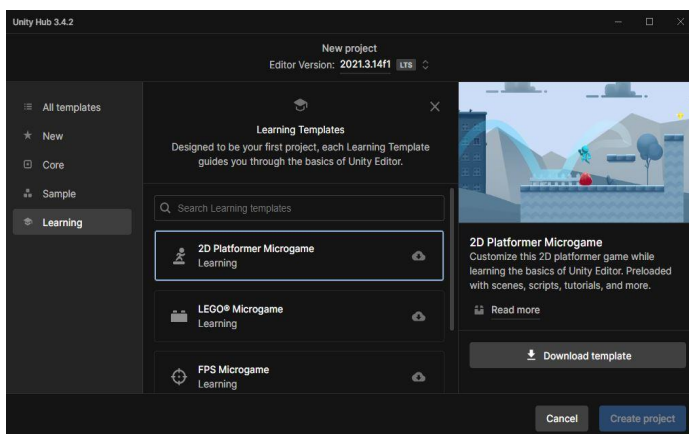 Unity Hub 3.4.2
New project
Editor Version: 2021.3.14f1 LTS
All templates
New
Core
Sample
Learning
Learning Templates
Designed to be your first project, each Learning Template
guides you through the basics of Unity Editor.
Search Learning templates
2D Platformer Microgame
Learning
LEGO® Microgame
Learning
FPS Microgame
Learning
2D Platformer Microgame
Customize this 2D platformer game while
learning the basics of Unity Editor. Preloaded
with scenes, scripts, tutorials, and more.
Read more
Download template
Cancel
Create project